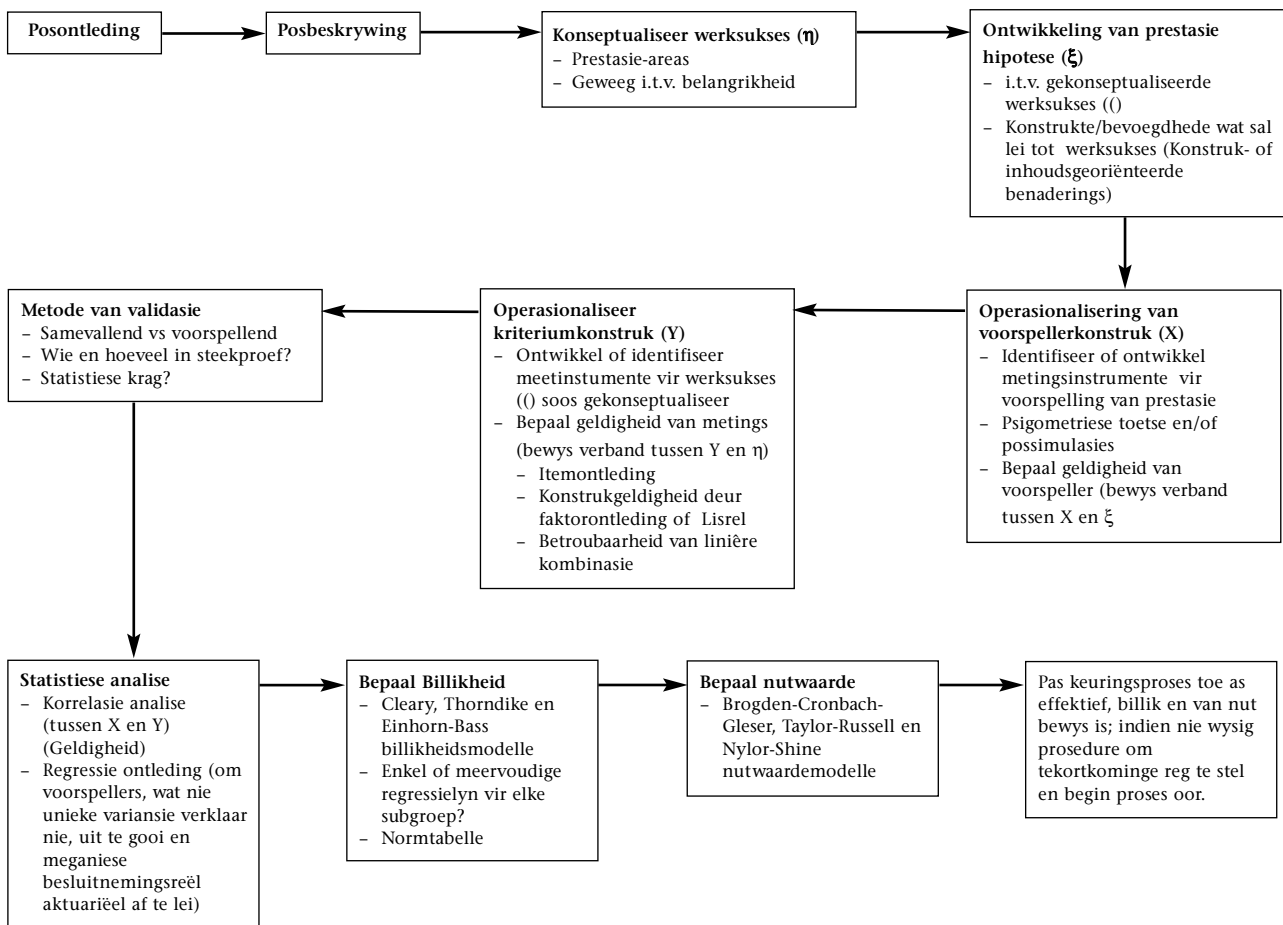 Posontleding
Posbeskrywing
Konseptualiseer werksukses (η)
– Prestasie-areas
– Geweeg i.t.v. belangrikheid
Ontwikkeling van prestasie
hipotese (ξ)
– i.t.v. gekonseptualiseerde
werksukses (()
– Konstrukte/bevoegdhede wat sal
lei tot werksukses (Konstruk- of
inhoudsgeoriënteerde
benaderings)
Metode van validasie
– Samevallend vs voorspellend
– Wie en hoeveel in steekproef?
– Statistiese krag?
Operasionaliseer
kriteriumkonstruk (Y)
– Ontwikkel of identifiseer
meetinstumente vir werksukses
(() soos gekonseptualiseer
– Bepaal geldigheid van metings
(bewys verband tussen Y en η)
– Itemontleding
– Konstrukgeldigheid deur
faktorontleding of Lisrel
– Betroubaarheid van liniêre
kombinasie
Operasionalisering van
voorspellerkonstruk (X)
– Identifiseer of ontwikkel
metingsinstrumente vir
voorspelling van prestasie
– Psigometriese toetse en/of
possimulasies
– Bepaal geldigheid van
voorspeller (bewys verband
tussen X en ξ
Statistiese analise
– Korrelasie analise
(tussen X en Y)
(Geldigheid)
– Regressie ontleding (om
voorspellers, wat nie
unieke variansie verklaar
nie, uit te gooi en
meganiese
besluitnemingsreël
aktuariëel af te lei)
Bepaal Billikheid
– Cleary, Thorndike en
Einhorn-Bass
billikheidsmodelle
– Enkel of meervoudige
regressielyn vir elke
subgroep?
– Normtabelle
Bepaal nutwaarde
– Brogden-Cronbach-
Gleser, Taylor-Russell en
Nylor-Shine
nutwaardemodelle
Pas keuringsproses toe as
effektief, billik en van nut
bewys is; indien nie wysig
prosedure om
tekortkominge reg te stel
en begin proses oor.